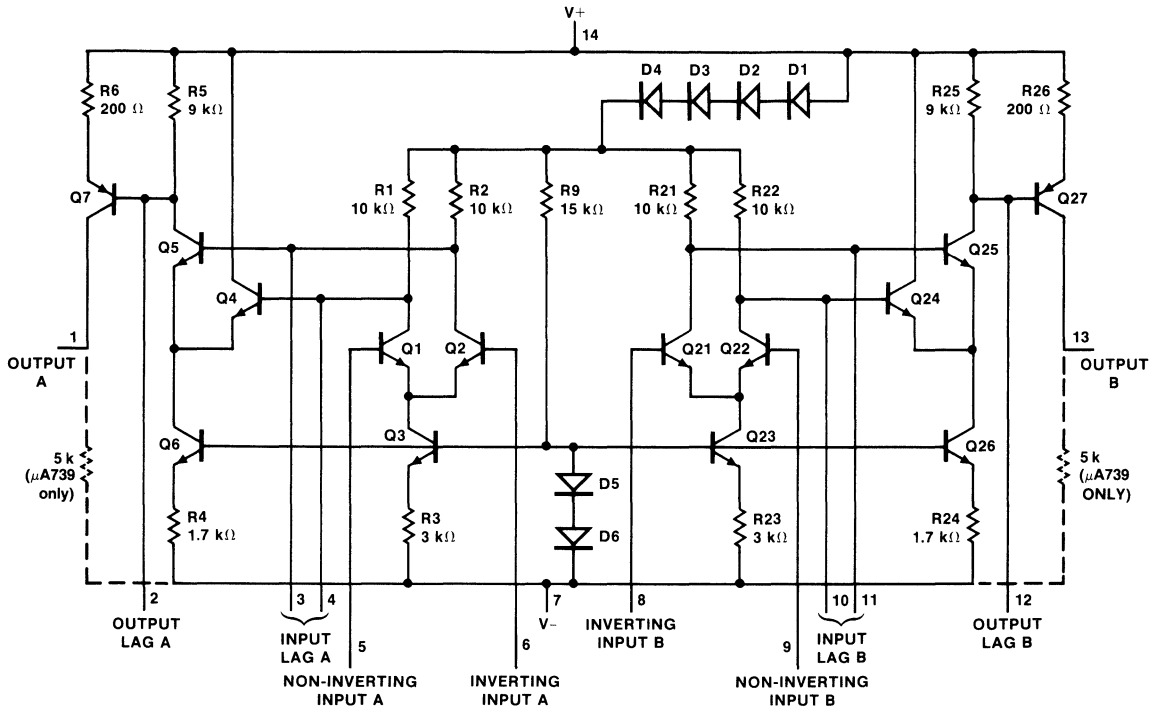 V+
14
D4
D3
D2
D1
R6
200 Ω
R5
9 kΩ
R25
9 kΩ
R26
200 Ω
R1
10 kΩ
R2
10 kΩ
R9
15 kΩ
R21
10 kΩ
R22
10 kΩ
Q7
Q27
Q5
Q25
Q4
Q24
1
OUTPUT
A
Q1
Q2
Q21
Q22
13
OUTPUT
B
Q6
Q3
Q23
Q26
5 k
(μA739
only)
D5
5 k
(μA739
ONLY)
R4
1.7 kΩ
R3
3 kΩ
D6
R23
3 kΩ
R24
1.7 kΩ
2
OUTPUT
LAG A
3
4
INPUT
LAG A
7
V–
8
INVERTING
INPUT B
10
11
INPUT
LAG B
12
OUTPUT
LAG B
5
NON-INVERTING
INPUT A
6
INVERTING
INPUT A
9
NON-INVERTING
INPUT B